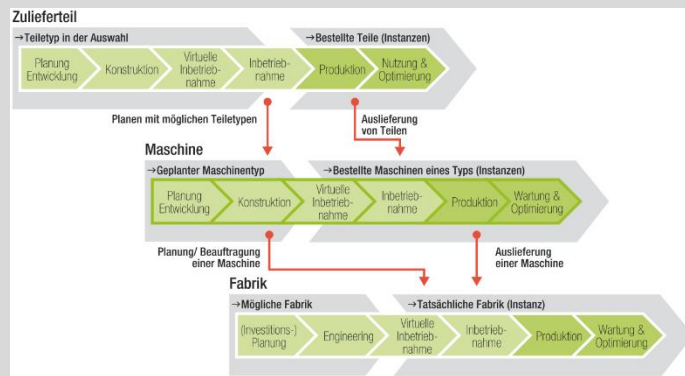 Zulieferteil
→Teiletyp in der Auswahl
→Bestellte Teile (Instanzen)
Planung
Entwicklung
Konstruktion
Virtuelle
Inbetrieb-
nahme
Inbetrieb-
nahme
Produktion
Nutzung &
Optimierung
Planen mit möglichen Teiletypen
Auslieferung
von Teilen
Maschine
→Geplanter Maschinentyp
→Bestellte Maschinen eines Typs (Instanzen)
Planung
Entwicklung
Konstruktion
Virtuelle
Inbetrieb-
nahme
Inbetrieb-
nahme
Produktion
Wartung &
Optimierung
Planung/ Beauftragung
einer Maschine
Auslieferung
einer Maschine
Fabrik
→Mögliche Fabrik
→Tatsächliche Fabrik (Instanz)
(Investitions-)
Planung
Engineering
Virtuelle
Inbetrieb-
nahme
Inbetrieb-
nahme
Produktion
Wartung &
Optimierung